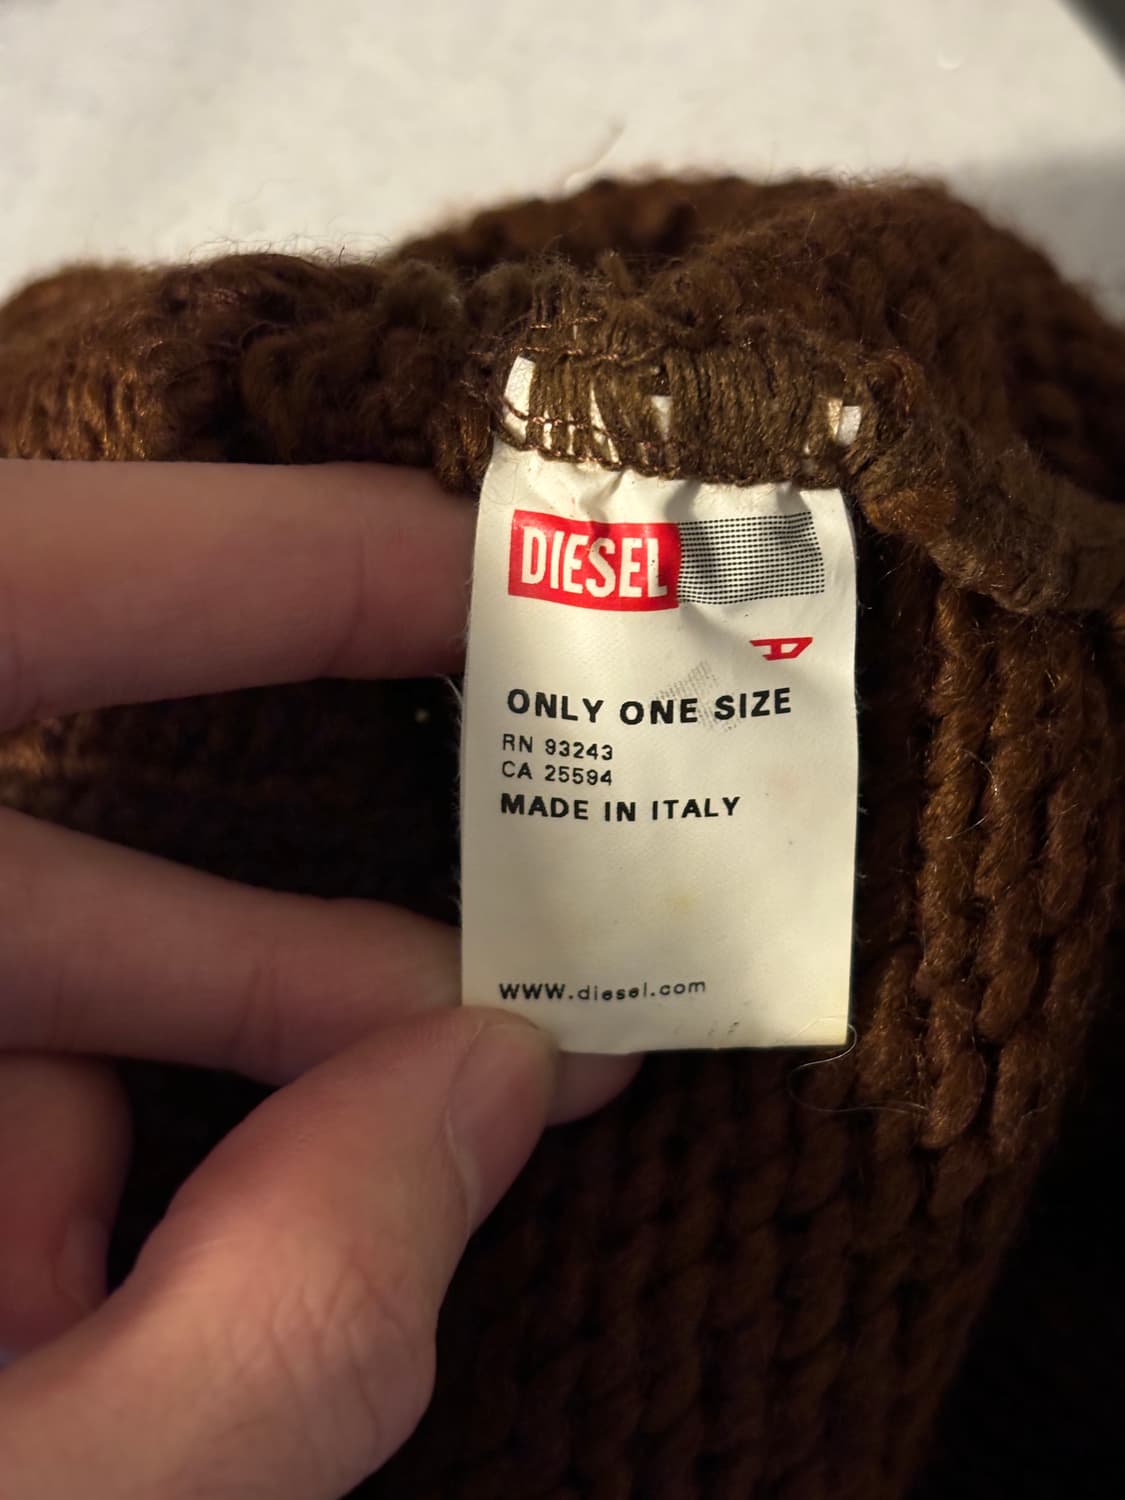 DIESEL
D
ONLY ONE SIZE
RN 93243
CA 25594
MADE IN ITALY
www.diesel.com